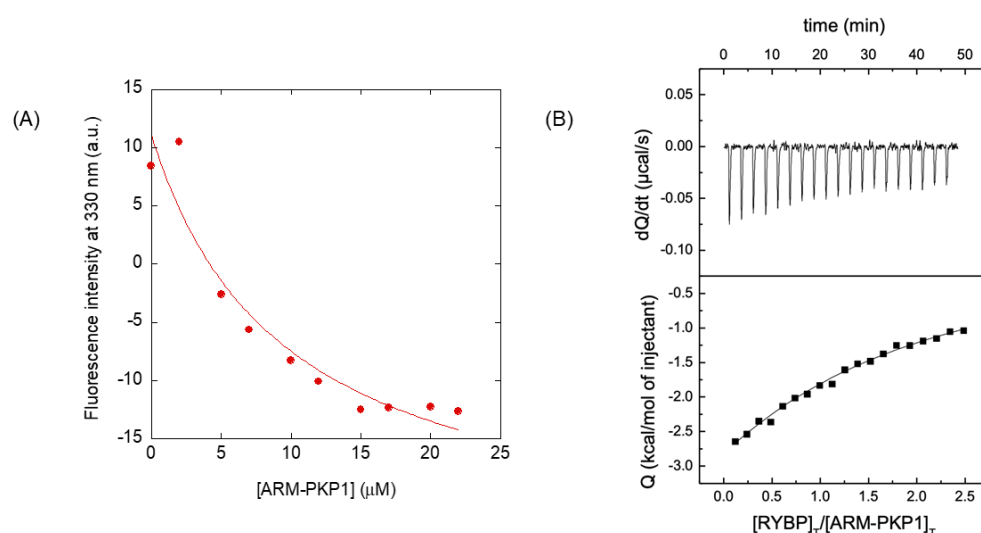 (A)
Fluorescence intensity at 330 nm (a.u.)
15
10
5
0
-5
-10
-15
0 5 10 15 20 25
[ARM-PKP1] (μM)
(B)
time (min)
0 10 20 30 40 50
dQ/dt (μcal/s)
0.05
0.00
-0.05
-0.10
Q (kcal/mol of injectant)
-0.5
-1.0
-1.5
-2.0
-2.5
-3.0
0.0 0.5 1.0 1.5 2.0 2.5
[RYBP]T/[ARM-PKP1]T